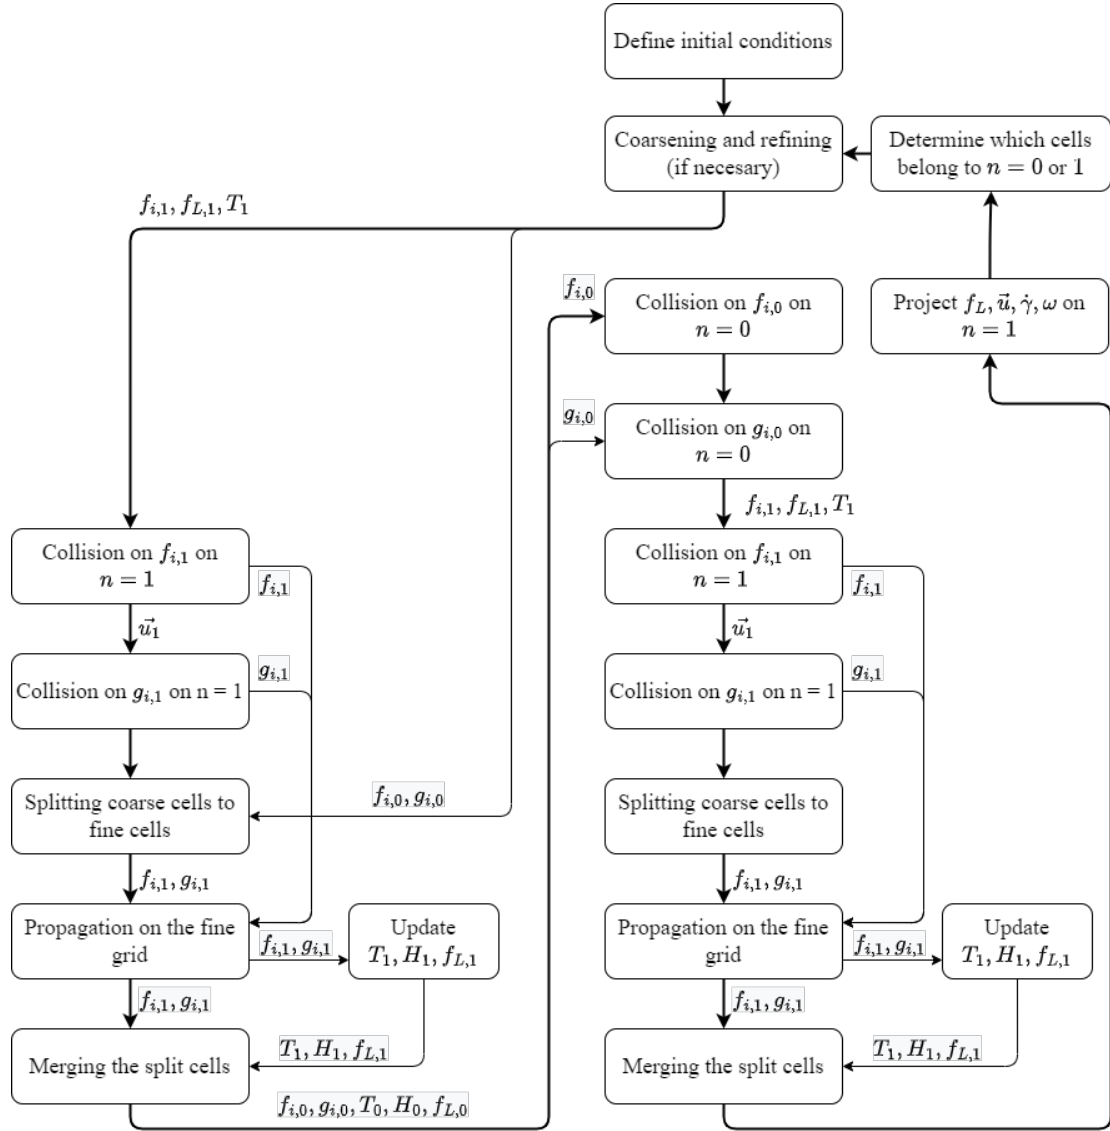 Define initial conditions
Coarsening and refining
(if necesary)
Determine which cells
belong to n = 0 or 1
f_{i,1}, f_{L,1}, T_1
f_{i,0}
Collision on f_{i,0} on
n = 0
Project f_L, \vec{u}, \dot{γ}, ω on
n = 1
g_{i,0}
Collision on g_{i,0} on
n = 0
f_{i,1}, f_{L,1}, T_1
Collision on f_{i,1} on
n = 1
f_{i,1}
\vec{u_1}
Collision on g_{i,1} on n = 1
g_{i,1}
Splitting coarse cells to
fine cells
f_{i,0}, g_{i,0}
f_{i,1}, g_{i,1}
Propagation on the fine
grid
f_{i,1}, g_{i,1}
Update
T_1, H_1, f_{L,1}
f_{i,1}, g_{i,1}
T_1, H_1, f_{L,1}
Merging the split cells
f_{i,0}, g_{i,0}, T_0, H_0, f_{L,0}
Collision on f_{i,1} on
n = 1
f_{i,1}
\vec{u_1}
Collision on g_{i,1} on n = 1
g_{i,1}
Splitting coarse cells to
fine cells
f_{i,1}, g_{i,1}
Propagation on the fine
grid
f_{i,1}, g_{i,1}
Update
T_1, H_1, f_{L,1}
f_{i,1}, g_{i,1}
T_1, H_1, f_{L,1}
Merging the split cells